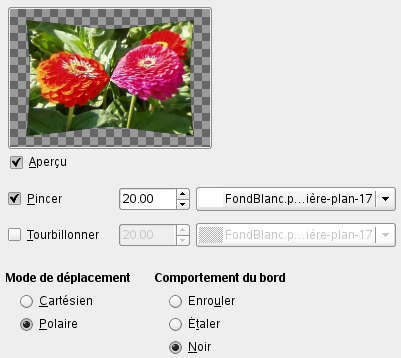 Aperçu
Pincer 20.00 FondBlanc.p...ière-plan-17
Tourbillonner 20.00 FondBlanc.p...ière-plan-17
Mode de déplacement Comportement du bord
Cartésien Enrouler
Polaire Étaler
Noir